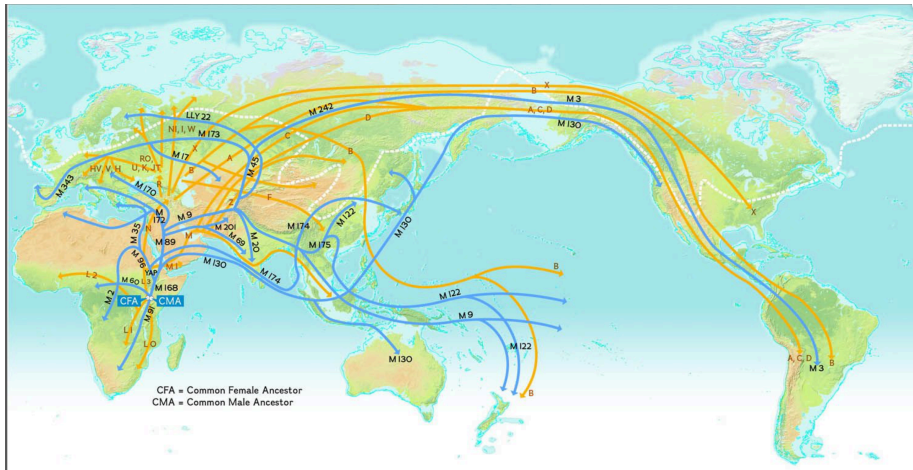 X
B
M 3
M 242
A, C, D
D
M 130
LLY 22
NI, I, W
M 173
C
X
M 17
A
M 45
B
B
RO,
U, K, JT,
R
HV, V, H
M 343
M 170
F
Z
M 9
M
172
M 201
M 174
M 122
M 130
X
M 35
N
M 89
M
M 69
M 20
M 175
M 96
M 1
YAP
M 130
M 174
B
L 2
M 60
L 3
M 168
M 2
CFA
CMA
M 91
M 122
M 9
L 1
L 0
M 122
M 130
A, C, D
B
M 3
B
CFA = Common Female Ancestor
CMA = Common Male Ancestor